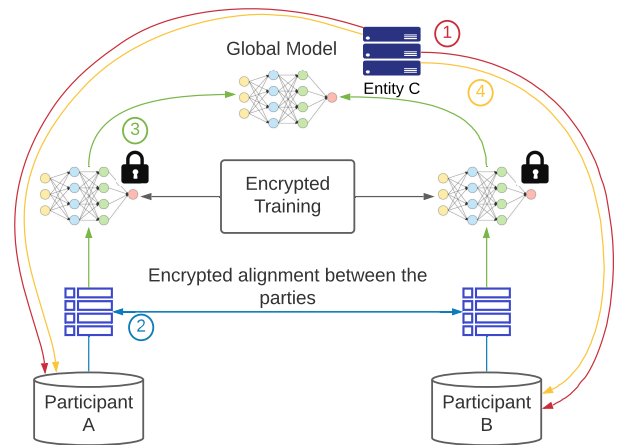 1
Global Model
Entity C
4
3
Encrypted
Training
Encrypted alignment between the
parties
2
Participant
A
Participant
B